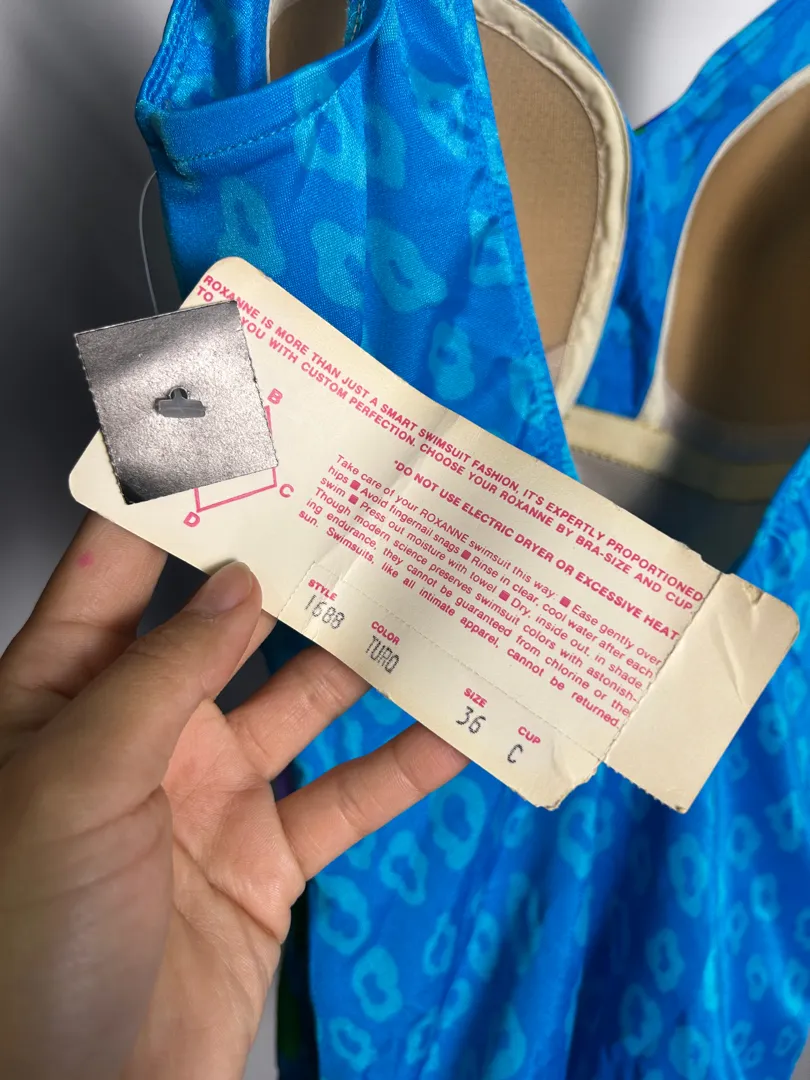 ROXANNE IS MORE THAN JUST A SMART SWIMSUIT FASHION, IT'S EXPERTLY PROPORTIONED
TO YOU WITH CUSTOM PERFECTION. CHOOSE YOUR ROXANNE BY BRA-SIZE AND CUP
*DO NOT USE ELECTRIC DRYER OR EXCESSIVE HEAT
Take care of your ROXANNE swimsuit this way: ■ Ease gently over
hips ■ Avoid fingernail snags ■ Rinse in clear, cool water after each
swim ■ Press out moisture with towel ■ Dry, inside out, in shade
Though modern science preserves swimsuit colors with astonish-
ing endurance, they cannot be guaranteed from chlorine or the
sun. Swimsuits, like all intimate apparel, cannot be returned.
B
C
D
STYLE
1688
COLOR
TURQ
SIZE
36
CUP
C